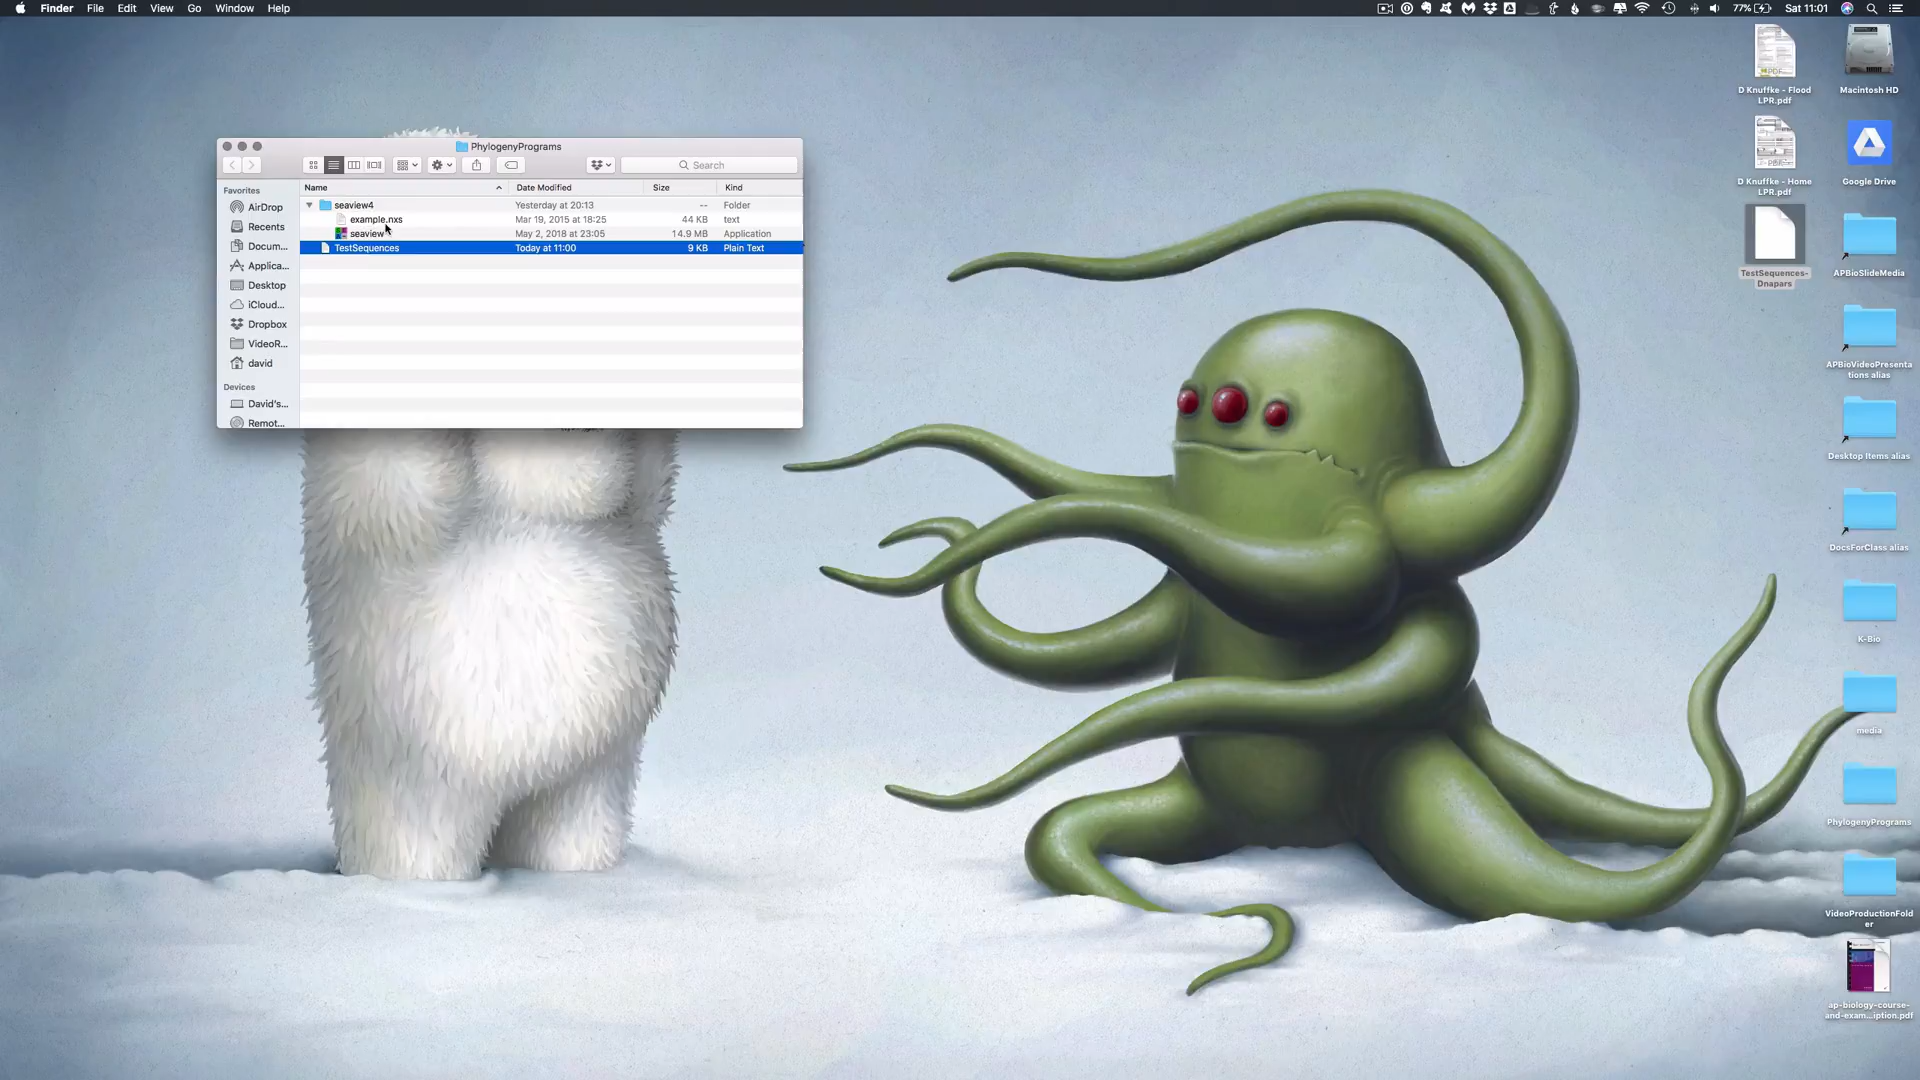 Finder File Edit View Go Window Help
77% Sat 11:01
PhylogenyPrograms
Search
Name Date Modified Size Kind
seaview4 Yesterday at 20:13 -- Folder
example.nxs Mar 19, 2015 at 18:25 44 KB text
seaview May 2, 2018 at 23:05 14.9 MB Application
TestSequences Today at 11:00 9 KB Plain Text
Favorites
AirDrop
Recents
Docum...
Applica...
Desktop
iCloud...
Dropbox
VideoR...
david
Devices
David's...
Remot...
D Knuffke - Flood
LPR.pdf
Macintosh HD
D Knuffke - Home
LPR.pdf
Google Drive
TestSequences-
Dnapars
APBioSlideMedia
APBioVideoPresenta
tions alias
Desktop Items alias
DocsForClass alias
K-Bio
media
PhylogenyPrograms
VideoProductionFold
er
ap-biology-course-
and-exam...iption.pdf